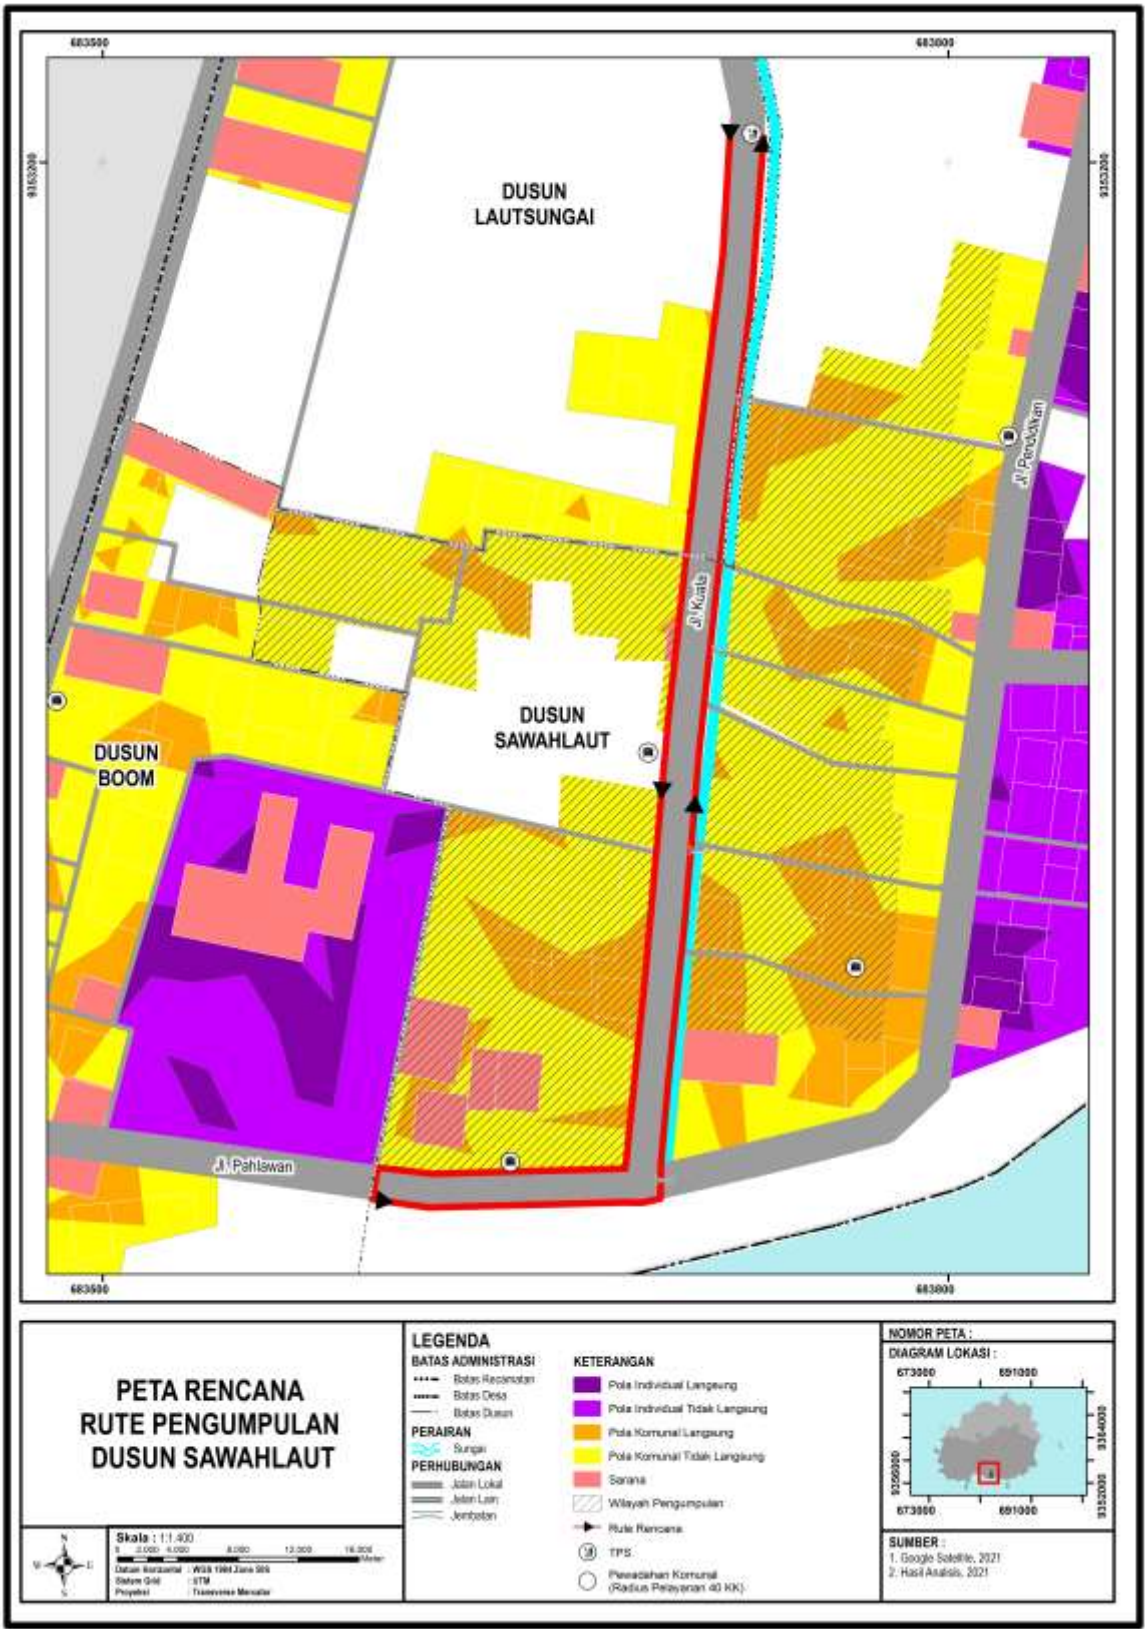 683500
683800
9353200
9353200
DUSUN
LAUTSUNGAI
Jl. Pendidikan
Jl. Kuala
DUSUN
SAWAHLAUT
DUSUN
BOOM
Jl. Pahlawan
683500
683800
PETA RENCANA
RUTE PENGUMPULAN
DUSUN SAWAHLAUT
Skala : 1:1.400
Meter
Datum Horizontal : WGS 1984 Zone 50S
Sistem Grid : UTM
Proyeksi : Transverse Mercator
N
W E
S
LEGENDA
BATAS ADMINISTRASI
Batas Kecamatan
Batas Desa
Batas Dusun
PERAIRAN
Sungai
PERHUBUNGAN
Jalan Lokal
Jalan Lain
Jembatan
KETERANGAN
Pola Individual Langsung
Pola Individual Tidak Langsung
Pola Komunal Langsung
Pola Komunal Tidak Langsung
Sarana
Wilayah Pengumpulan
Rute Rencana
TPS
Pewadahan Komunal
(Radius Pelayanan 40 KK)
NOMOR PETA :
DIAGRAM LOKASI :
673000
691000
9364000
9352000
673000
691000
SUMBER :
1. Google Satellite, 2021
2. Hasil Analisis, 2021